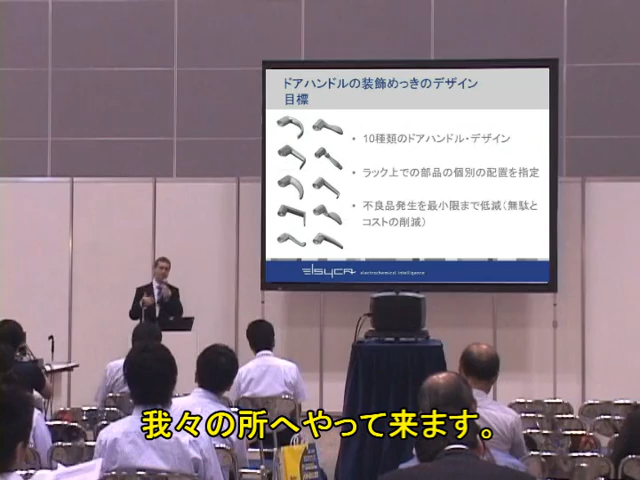 ドアハンドルの装飾めっきのデザイン
目標
• 10種類のドアハンドル・デザイン
• ラック上での部品の個別の配置を指定
• 不良品発生を最小限まで低減（無駄と
コストの削減）
elsyca electrochemical intelligence
我々の所へやって来ます。